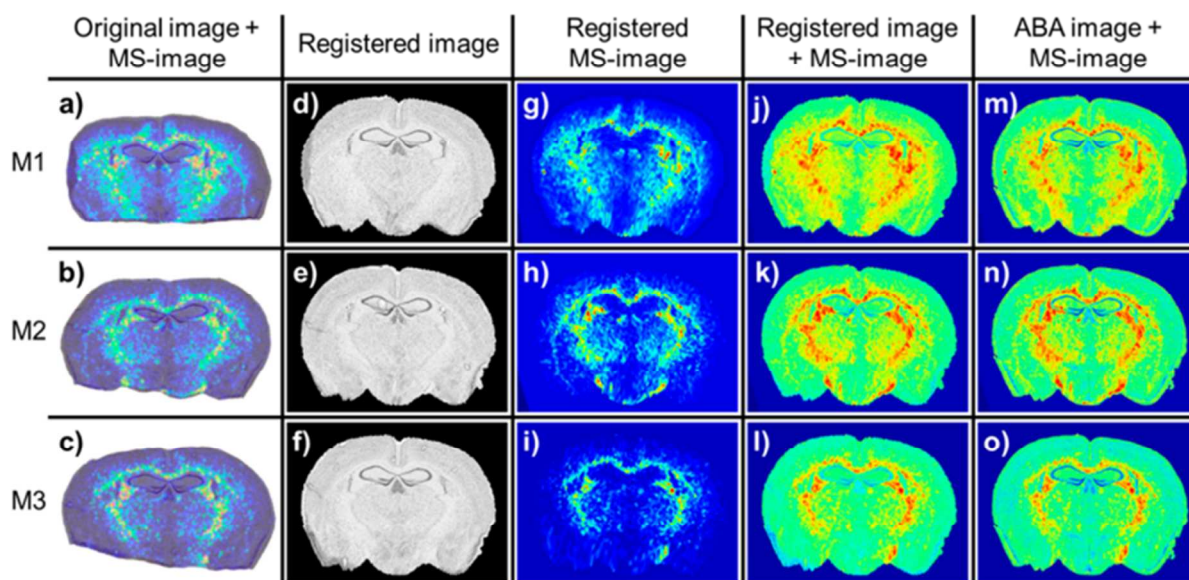 Original image +
MS-image
Registered image
Registered
MS-image
Registered image
+ MS-image
ABA image +
MS-image
M1
a)
d)
g)
j)
m)
M2
b)
e)
h)
k)
n)
M3
c)
f)
i)
l)
o)